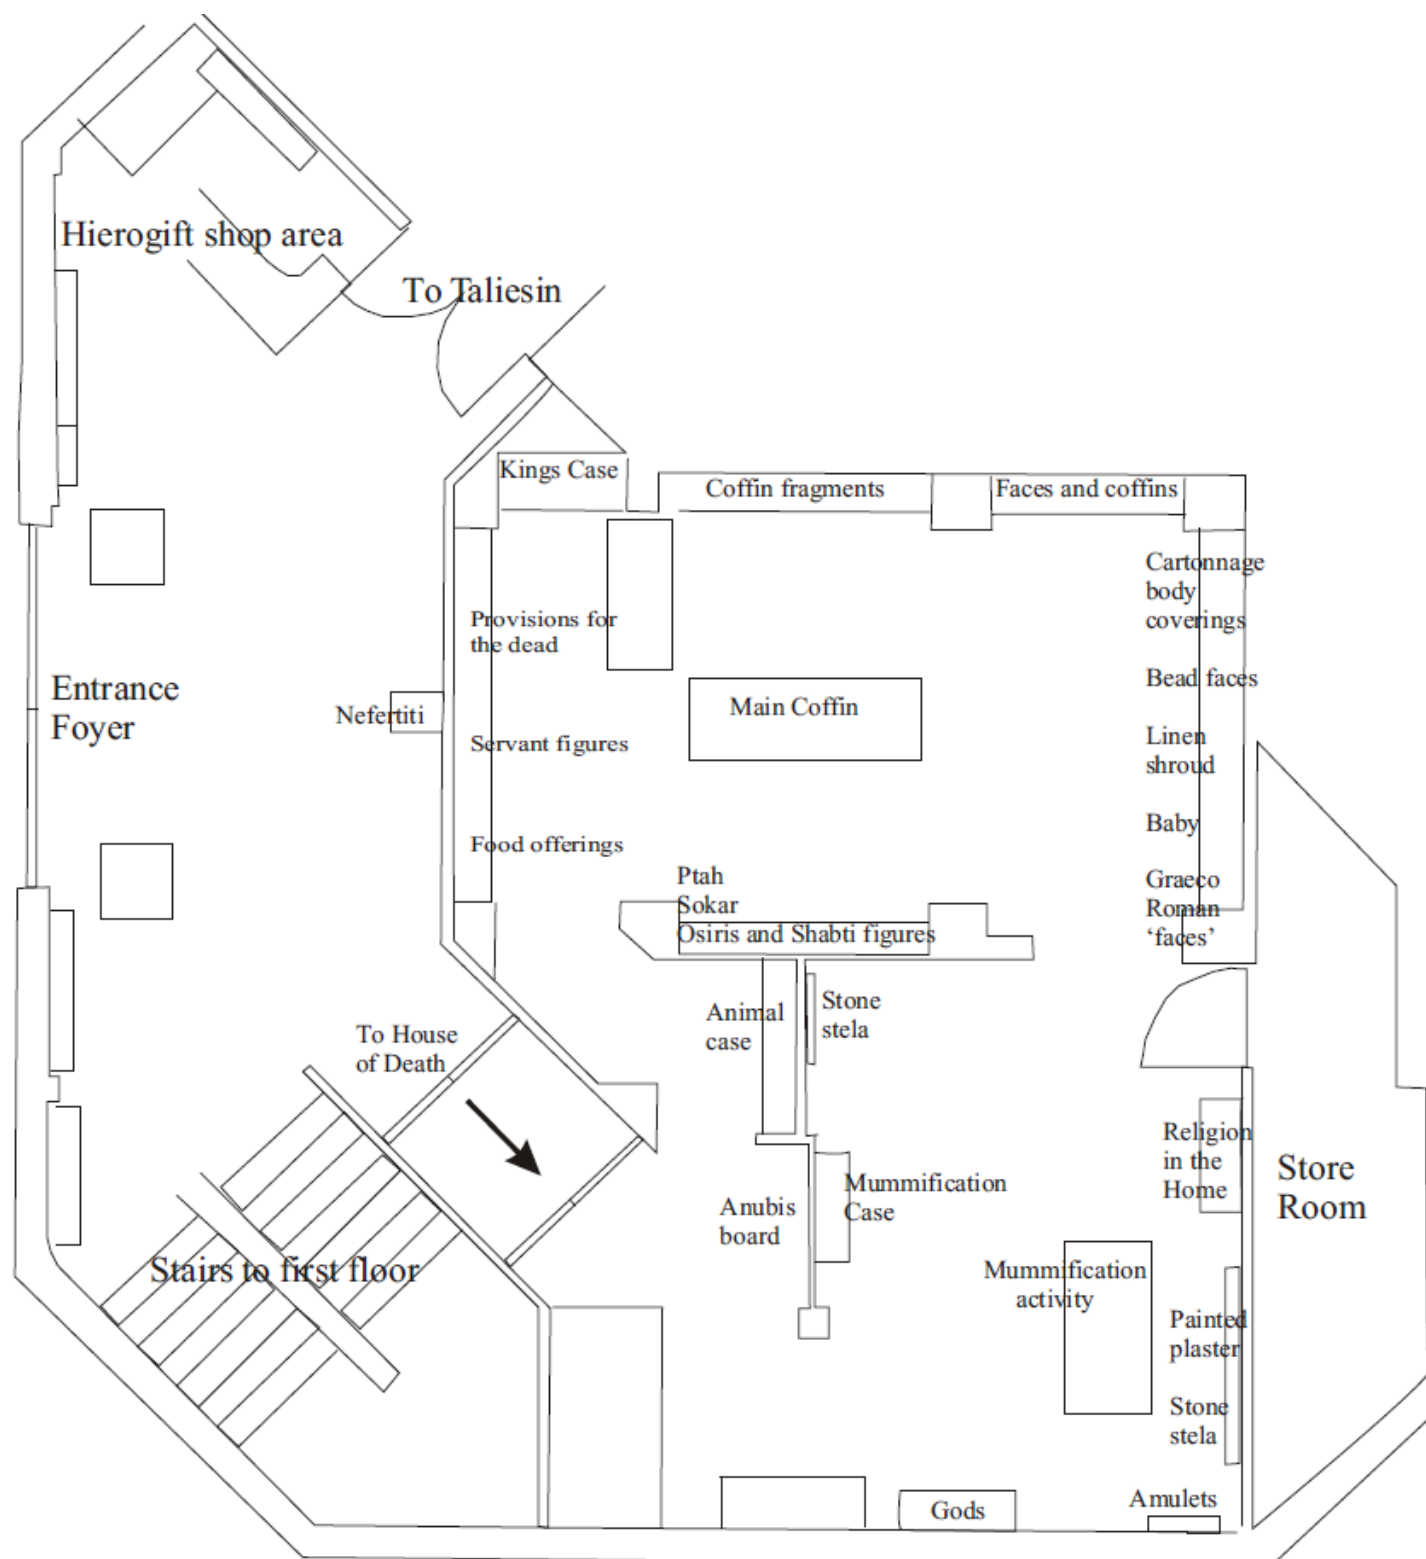 Hierogift shop area
To Taliesin
Kings Case
Coffin fragments
Faces and coffins
Cartonnage
body
coverings
Provisions for
the dead
Bead faces
Entrance
Foyer
Nefertiti
Main Coffin
Servant figures
Linen
shroud
Baby
Food offerings
Ptah
Sokar
Osiris and Shabti figures
Graeco
Roman
‘faces’
Animal
case
Stone
stela
To House
of Death
Religion
in the
Home
Store
Room
Mummification
Case
Anubis
board
Stairs to first floor
Mummification
activity
Painted
plaster
Stone
stela
Gods
Amulets